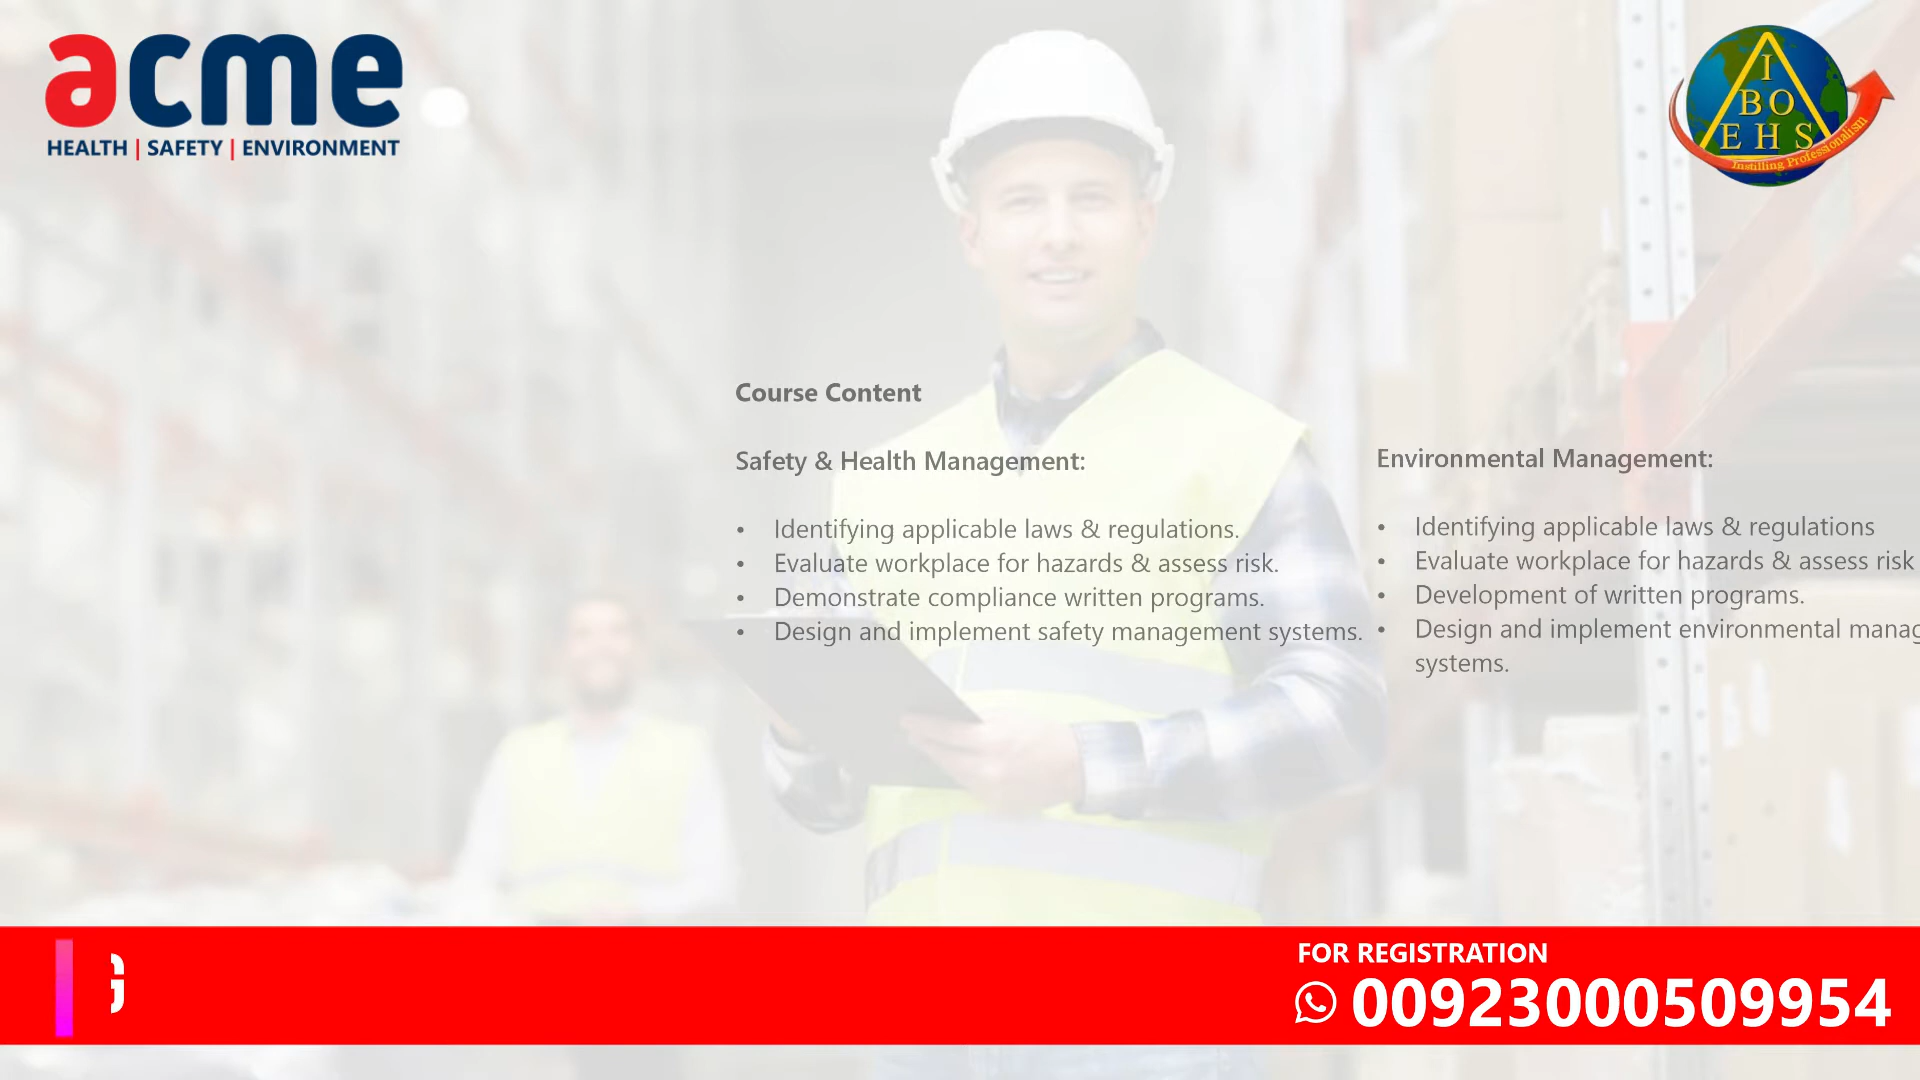 acme
HEALTH | SAFETY | ENVIRONMENT
I
BO
EHS
Instilling Professionalism
Course Content
Safety & Health Management:
• Identifying applicable laws & regulations.
• Evaluate workplace for hazards & assess risk.
• Demonstrate compliance written programs.
• Design and implement safety management systems.
Environmental Management:
• Identifying applicable laws & regulations
• Evaluate workplace for hazards & assess risk
• Development of written programs.
• Design and implement environmental manag
systems.
FOR REGISTRATION
00923000509954